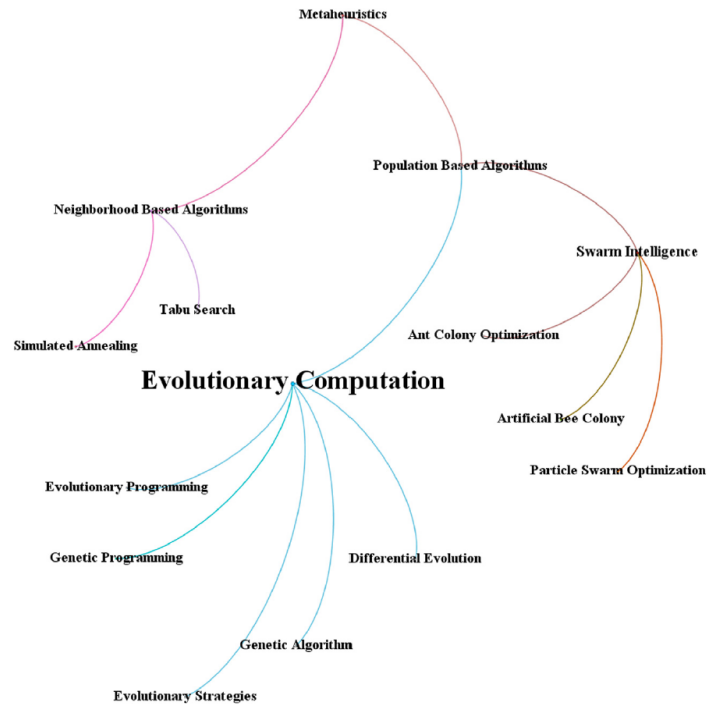 Metaheuristics
Population Based Algorithms
Neighborhood Based Algorithms
Swarm Intelligence
Tabu Search
Ant Colony Optimization
Simulated Annealing
Evolutionary Computation
Artificial Bee Colony
Particle Swarm Optimization
Evolutionary Programming
Genetic Programming
Differential Evolution
Genetic Algorithm
Evolutionary Strategies